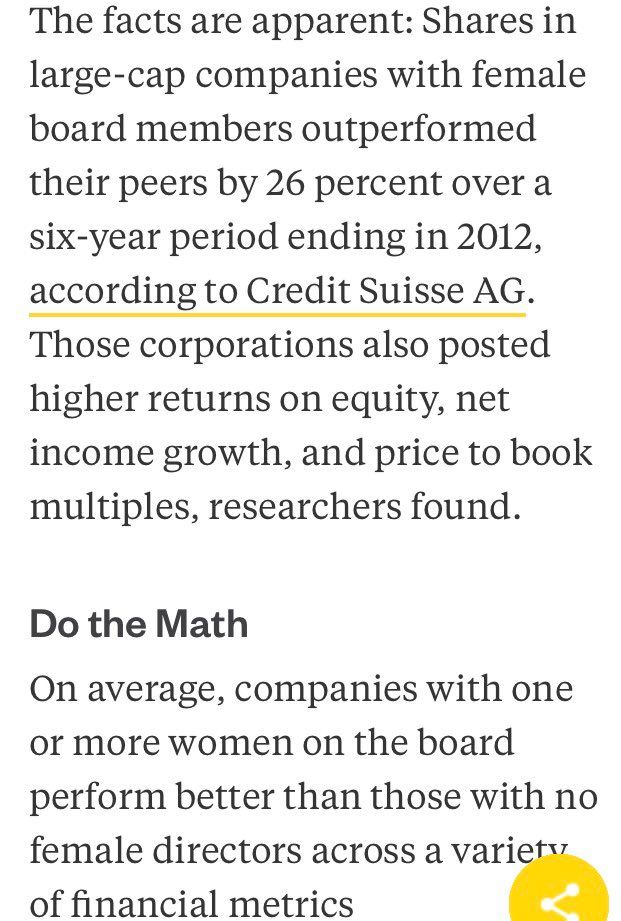 The facts are apparent: Shares in
large-cap companies with female
board members outperformed
their peers by 26 percent over a
six-year period ending in 2012,
according to Credit Suisse AG.
Those corporations also posted
higher returns on equity, net
income growth, and price to book
multiples, researchers found.
Do the Math
On average, companies with one
or more women on the board
perform better than those with no
female directors across a variety
of financial metrics